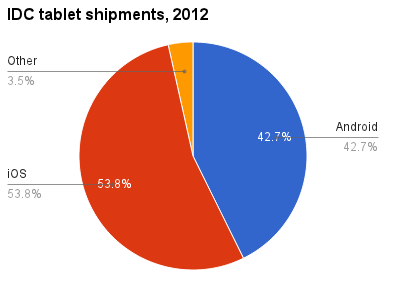 IDC tablet shipments, 2012
Other
3.5%
42.7%
Android
42.7%
iOS
53.8%
53.8%